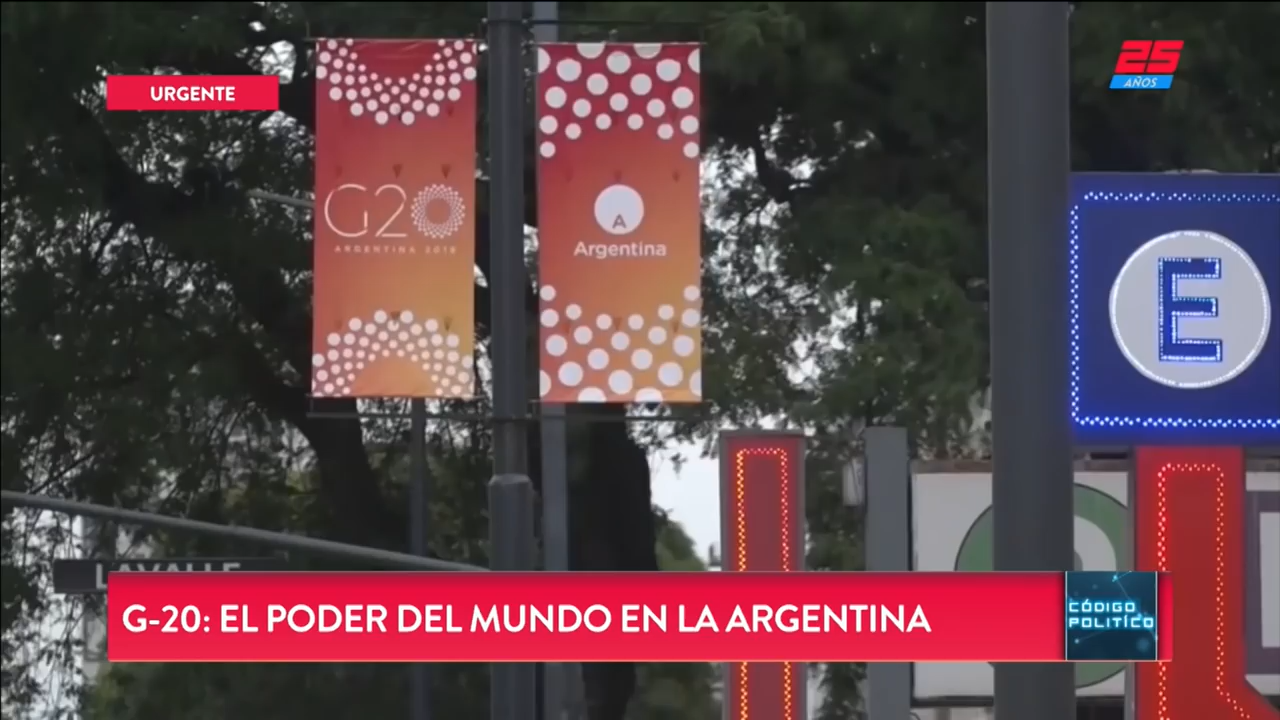 URGENTE
25
AÑOS
G20
ARGENTINA 2018
A
Argentina
E
LAVALLE
G-20: EL PODER DEL MUNDO EN LA ARGENTINA
CÓDIGO
POLÍTICO